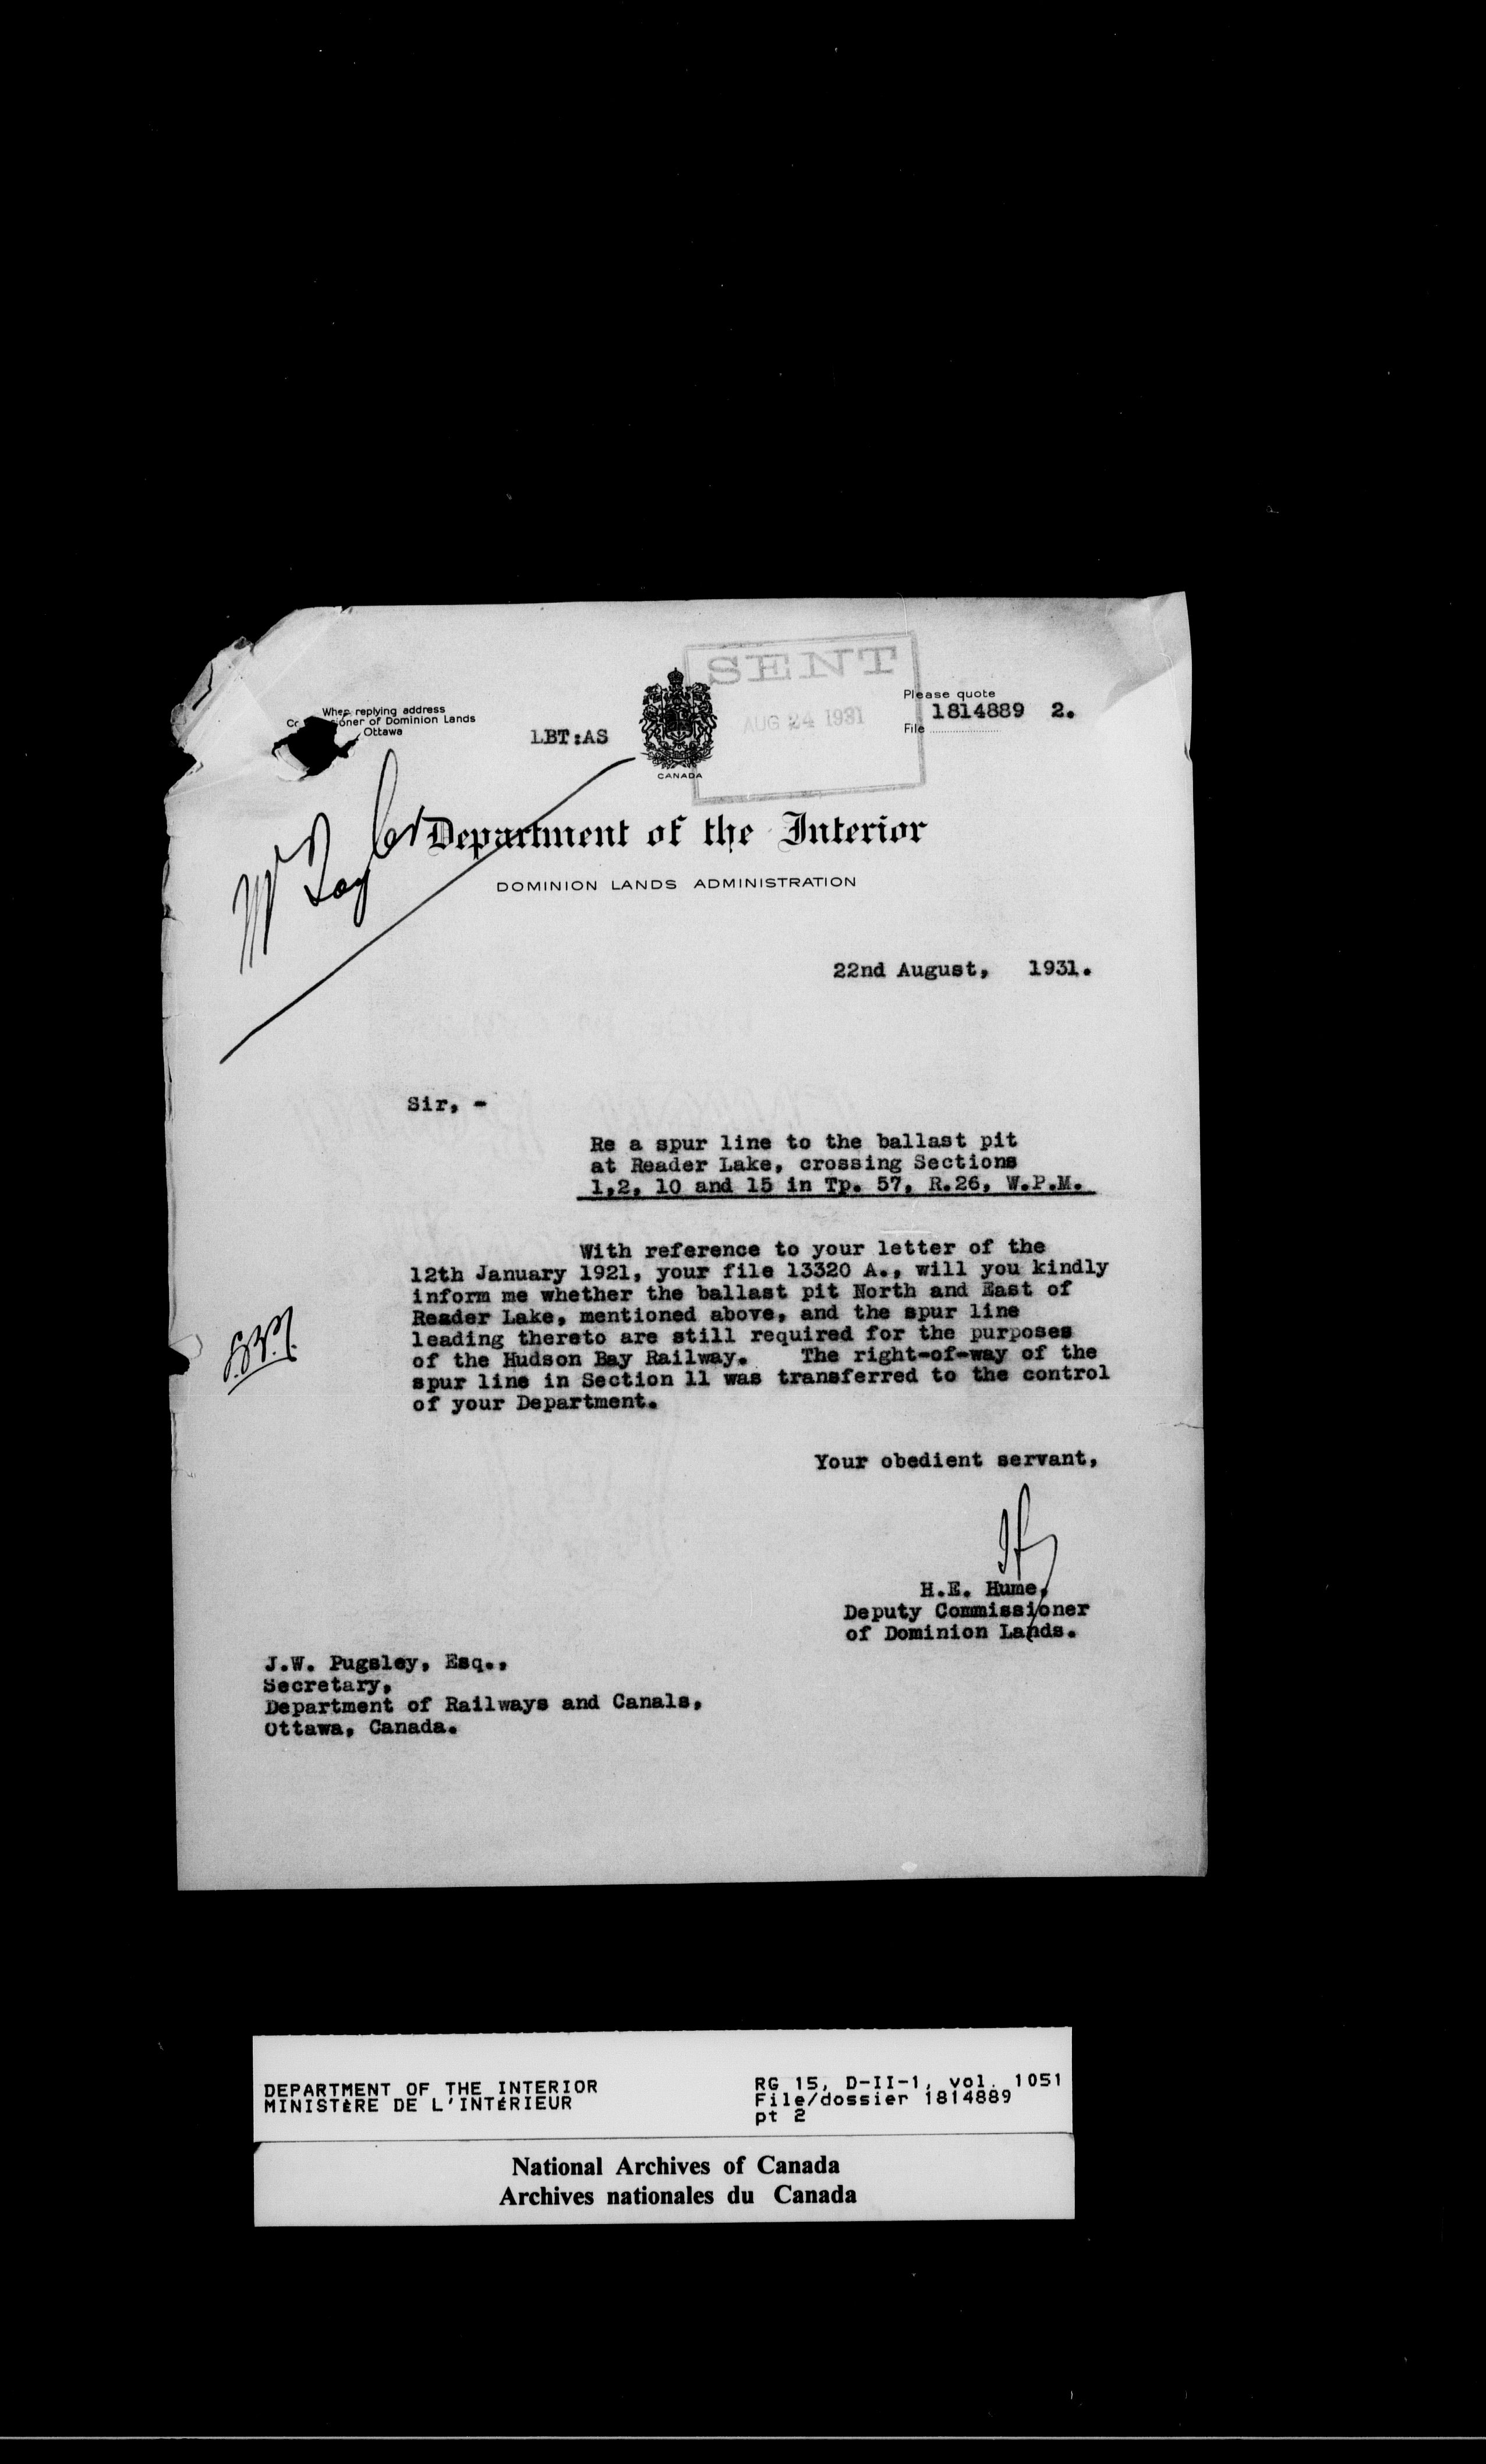 SENT
AUG 24 1931
When replying address
Commissioner of Dominion Lands
Ottawa
LBT:AS
CANADA
Please quote
1814889 2.
File
Mr Taylor
Department of the Interior
DOMINION LANDS ADMINISTRATION
22nd August, 1931.
Sir, -
Re a spur line to the ballast pit
at Reader Lake, crossing Sections
1,2, 10 and 15 in Tp. 57, R.26, W.P.M.
With reference to your letter of the
12th January 1921, your file 13320 A., will you kindly
inform me whether the ballast pit North and East of
Reader Lake, mentioned above, and the spur line
leading thereto are still required for the purposes
of the Hudson Bay Railway. The right-of-way of the
spur line in Section 11 was transferred to the control
of your Department.
Your obedient servant,
H.E. Hume,
Deputy Commissioner
of Dominion Lands.
J.W. Pugsley, Esq.,
Secretary,
Department of Railways and Canals,
Ottawa, Canada.
DEPARTMENT OF THE INTERIOR
MINISTÈRE DE L'INTÉRIEUR
RG 15, D-II-1, vol. 1051
File/dossier 1814889
pt 2
National Archives of Canada
Archives nationales du Canada